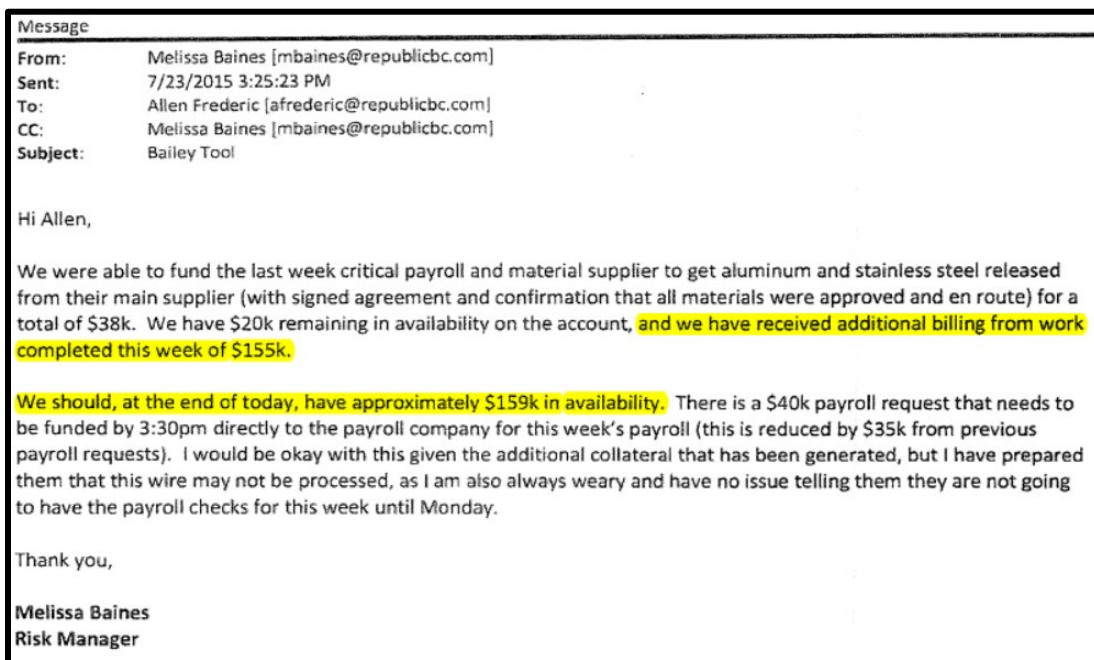 Message
From: Melissa Baines [mbaines@republicbc.com]
Sent: 7/23/2015 3:25:23 PM
To: Allen Frederic [afrederic@republicbc.com]
CC: Melissa Baines [mbaines@republicbc.com]
Subject: Bailey Tool
Hi Allen,
We were able to fund the last week critical payroll and material supplier to get aluminum and stainless steel released
from their main supplier (with signed agreement and confirmation that all materials were approved and en route) for a
total of $38k. We have $20k remaining in availability on the account, and we have received additional billing from work
completed this week of $155k.
We should, at the end of today, have approximately $159k in availability. There is a $40k payroll request that needs to
be funded by 3:30pm directly to the payroll company for this week's payroll (this is reduced by $35k from previous
payroll requests). I would be okay with this given the additional collateral that has been generated, but I have prepared
them that this wire may not be processed, as I am also always weary and have no issue telling them they are not going
to have the payroll checks for this week until Monday.
Thank you,
Melissa Baines
Risk Manager